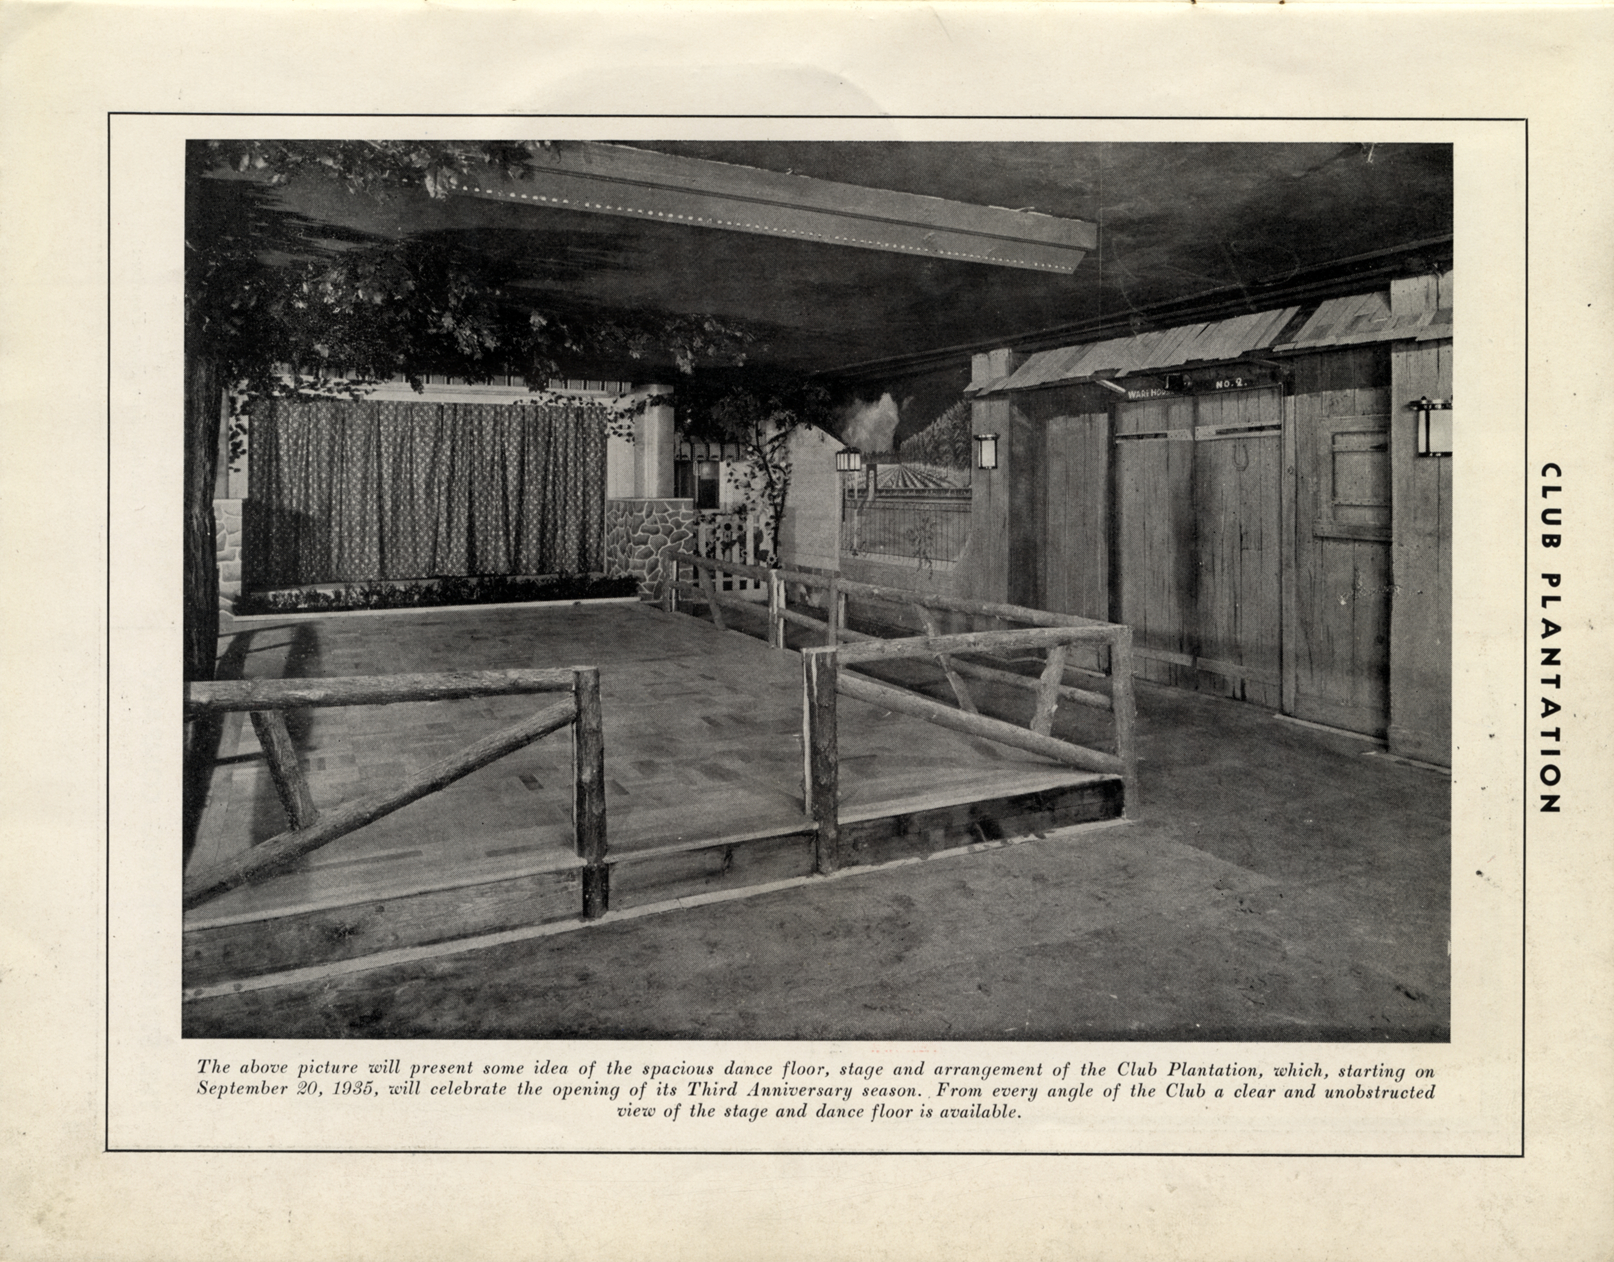 WAREHOUSE NO. 2.
CLUB PLANTATION
The above picture will present some idea of the spacious dance floor, stage and arrangement of the Club Plantation, which, starting on
September 20, 1935, will celebrate the opening of its Third Anniversary season. From every angle of the Club a clear and unobstructed
view of the stage and dance floor is available.